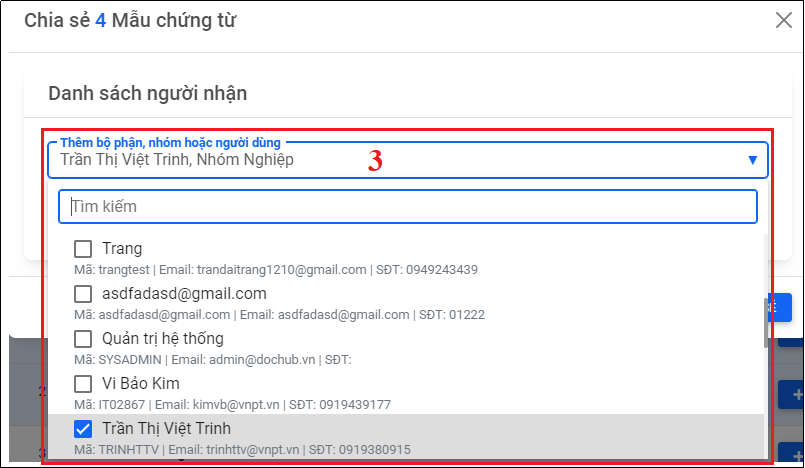 Chia sẻ 4 Mẫu chứng từ
Danh sách người nhận
Thêm bộ phận, nhóm hoặc người dùng
Trần Thị Việt Trinh, Nhóm Nghiệp
3
Tìm kiếm
Trang
Mã: trangtest | Email: trandaitrang1210@gmail.com | SĐT: 0949243439
asdfadasd@gmail.com
Mã: asdfadasd@gmail.com | Email: asdfadasd@gmail.com | SĐT: 01222
Quản trị hệ thống
Mã: SYSADMIN | Email: admin@dochub.vn | SĐT:
Vi Bảo Kim
Mã: IT02867 | Email: kimvb@vnpt.vn | SĐT: 0919439177
Trần Thị Việt Trinh
Mã: TRINHTTV | Email: trinhttv@vnpt.vn | SĐT: 0919380915